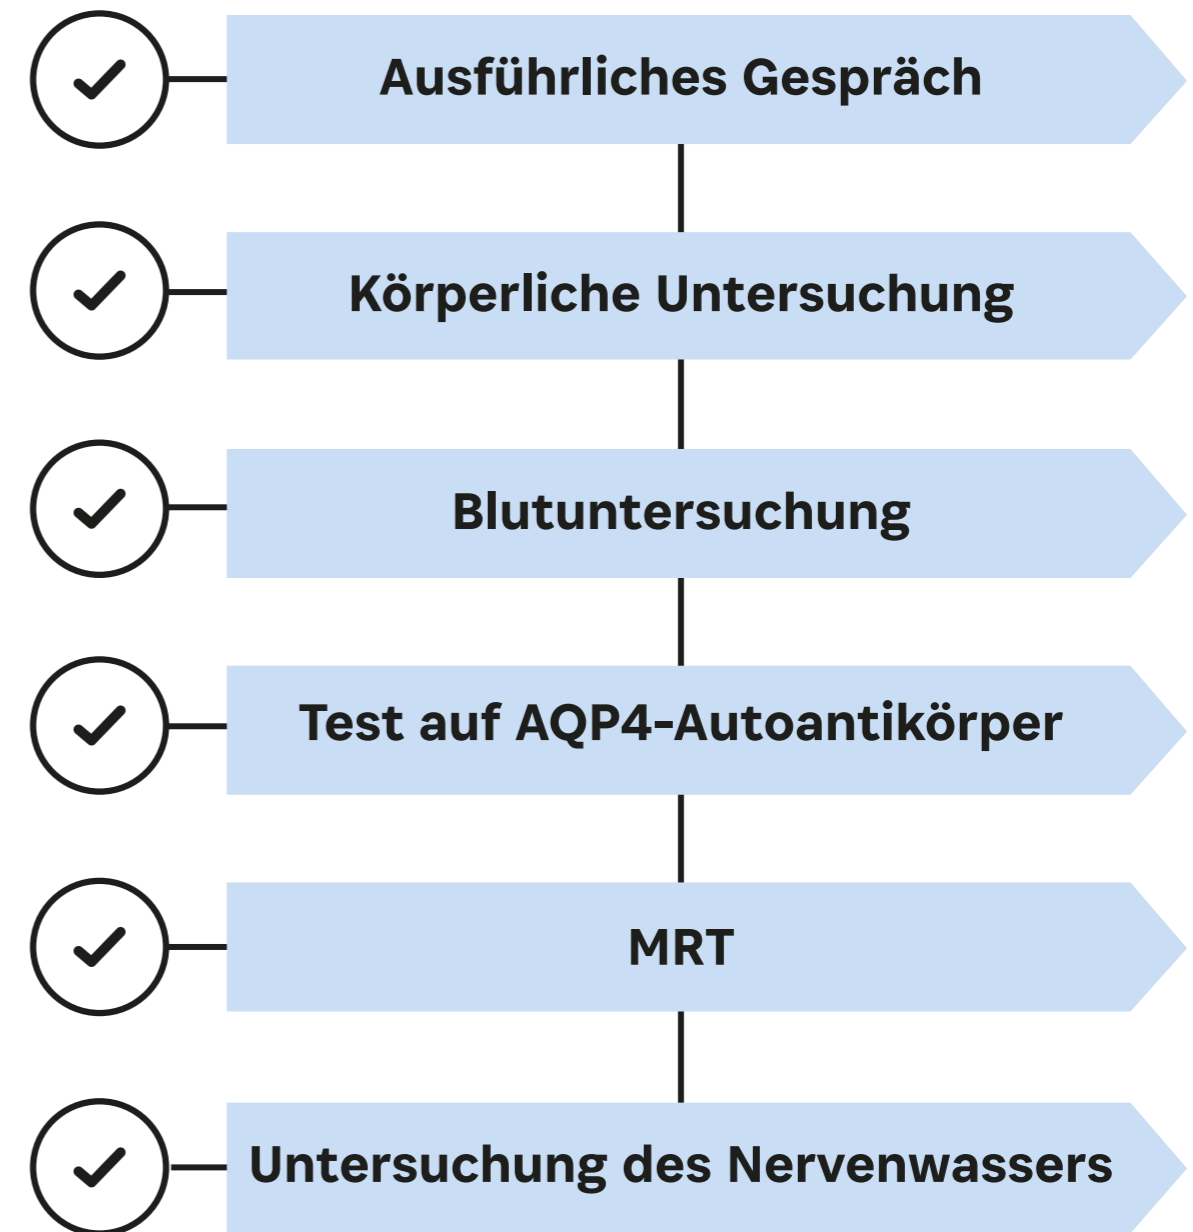 Ausführliches Gespräch
Körperliche Untersuchung
Blutuntersuchung
Test auf AQP4-Autoantikörper
MRT
Untersuchung des Nervenwassers